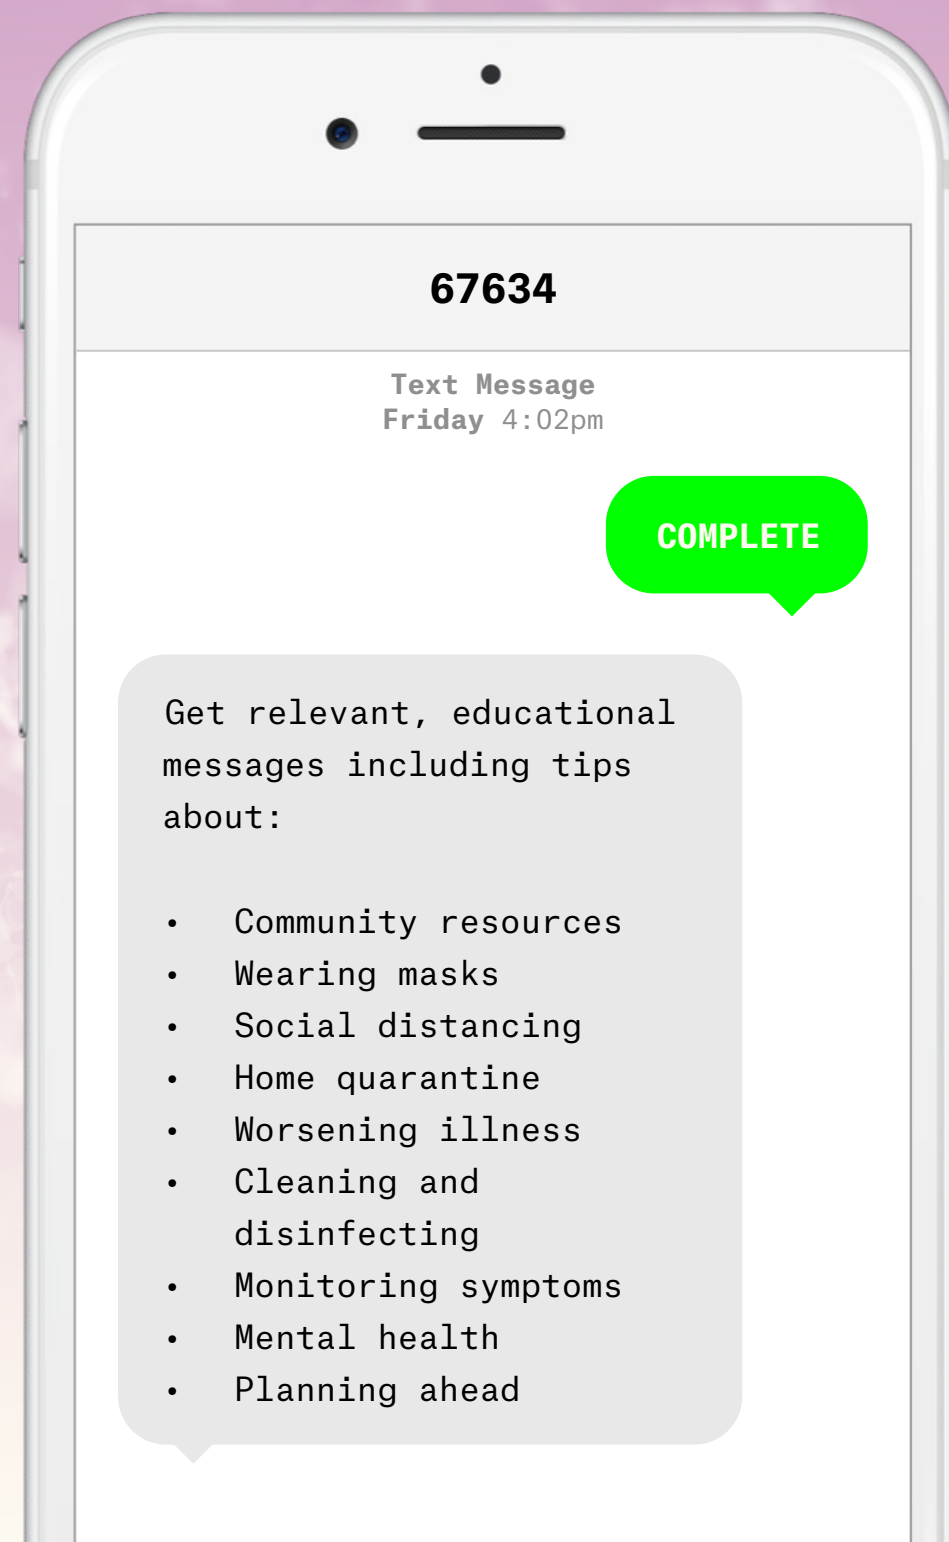 67634
Text Message
Friday 4:02pm
COMPLETE
Get relevant, educational
messages including tips
about:
• Community resources
• Wearing masks
• Social distancing
• Home quarantine
• Worsening illness
• Cleaning and
disinfecting
• Monitoring symptoms
• Mental health
• Planning ahead